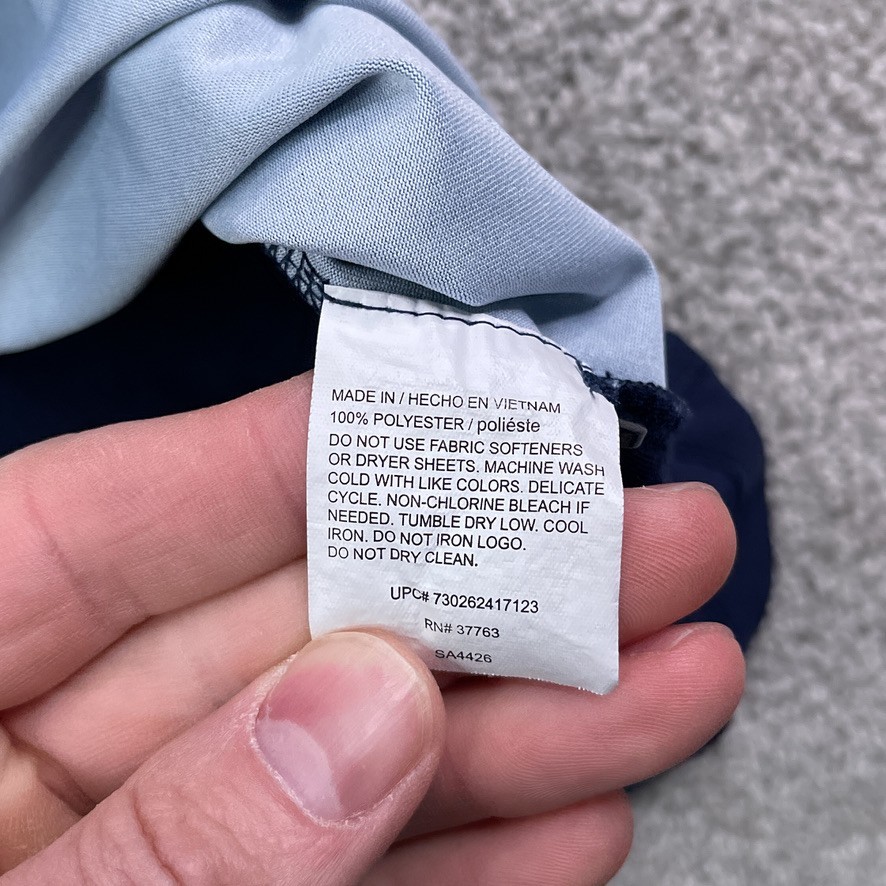 MADE IN / HECHO EN VIETNAM
100% POLYESTER / poliéste
DO NOT USE FABRIC SOFTENERS
OR DRYER SHEETS. MACHINE WASH
COLD WITH LIKE COLORS. DELICATE
CYCLE. NON-CHLORINE BLEACH IF
NEEDED. TUMBLE DRY LOW. COOL
IRON. DO NOT IRON LOGO.
DO NOT DRY CLEAN.
UPC# 730262417123
RN# 37763
SA4426